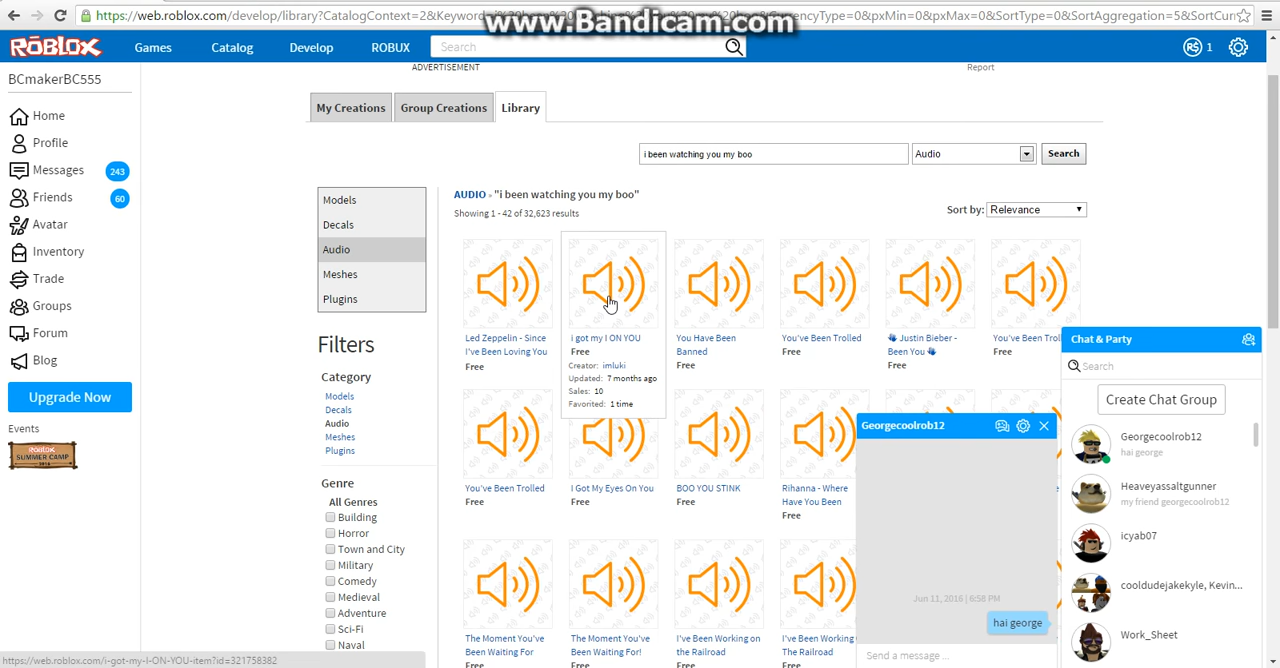 https://web.roblox.com/develop/library?CatalogContext=2&Keyword
www.Bandicam.com
ROBLOX
Games
Catalog
Develop
ROBUX
Search
R$ 1
BCmakerBC555
ADVERTISEMENT
Report
Home
Profile
Messages
243
Friends
60
Avatar
Inventory
Trade
Groups
Forum
Blog
Upgrade Now
Events
ROBLOX
SUMMER CAMP
My Creations
Group Creations
Library
i been watching you my boo
Audio
Search
Models
Decals
Audio
Meshes
Plugins
Filters
Category
Models
Decals
Audio
Meshes
Plugins
Genre
All Genres
Building
Horror
Town and City
Military
Comedy
Medieval
Adventure
Sci-Fi
Naval
AUDIO » "i been watching you my boo"
Showing 1 - 42 of 32,623 results
Sort by:
Relevance
Led Zeppelin - Since
I've Been Loving You
Free
i got my I ON YOU
Free
Creator: imluki
Updated: 7 months ago
Sales: 10
Favorited: 1 time
You Have Been
Banned
Free
You've Been Trolled
Free
Justin Bieber -
Been You
Free
You've Been Trol
Free
You've Been Trolled
Free
I Got My Eyes On You
Free
BOO YOU STINK
Free
Rihanna - Where
Have You Been
Free
The Moment You've
Been Waiting For
The Moment You've
Been Waiting For!
I've Been Working on
the Railroad
I've Been Work
The Railroad
Georgecoolrob12
Jun 11, 2016 | 6:58 PM
hai george
Send a message ...
Chat & Party
Search
Create Chat Group
Georgecoolrob12
hai george
Heaveyassaltgunner
my friend georgecoolrob12
icyab07
cooldudejakekyle, Kevin...
Work_Sheet
https://web.roblox.com/i-got-my-I-ON-YOU-item?id=321758382